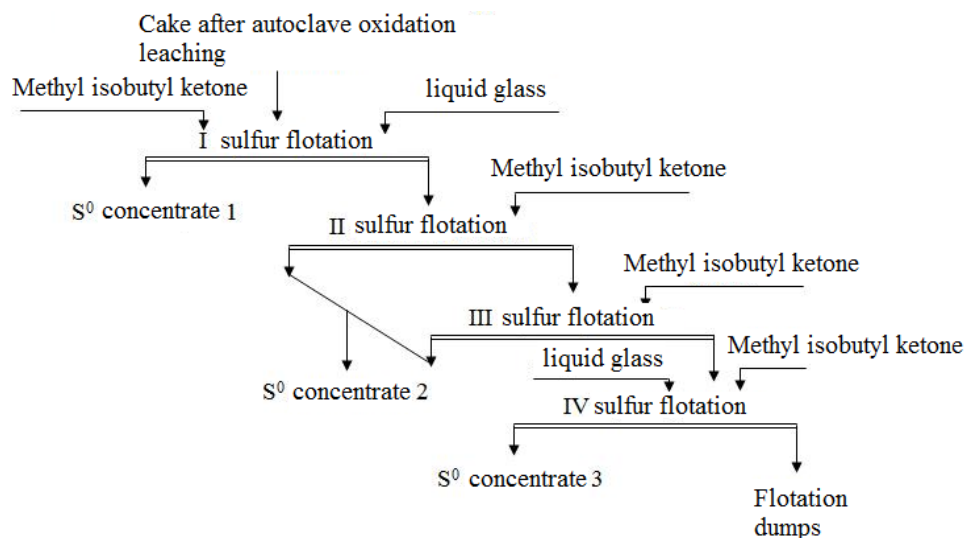 Cake after autoclave oxidation
leaching
Methyl isobutyl ketone
liquid glass
I sulfur flotation
Methyl isobutyl ketone
S⁰ concentrate 1
II sulfur flotation
Methyl isobutyl ketone
III sulfur flotation
liquid glass
Methyl isobutyl ketone
S⁰ concentrate 2
IV sulfur flotation
S⁰ concentrate 3
Flotation
dumps